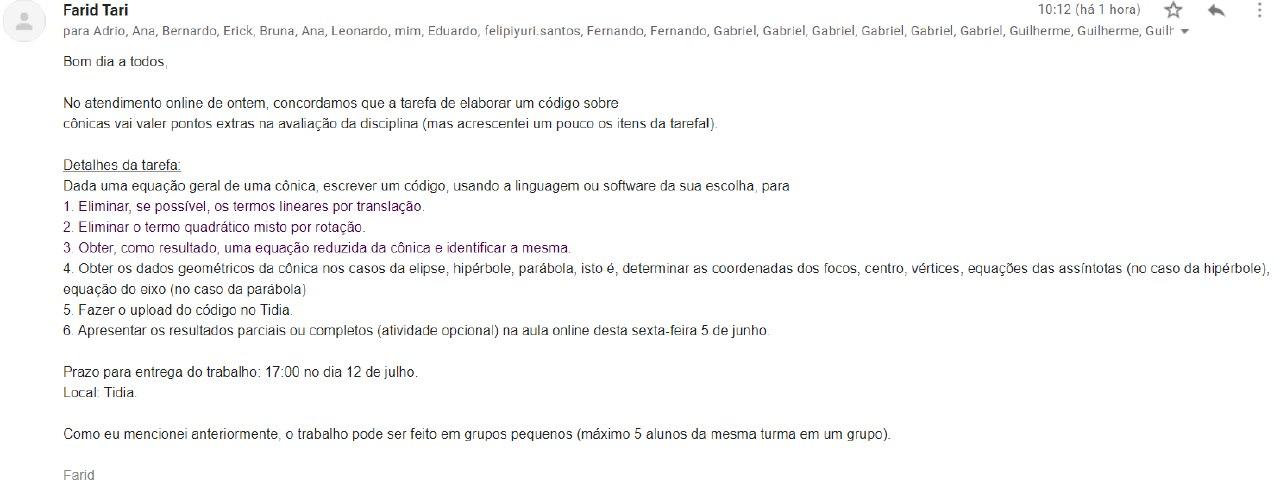 Farid Tari
10:12 (há 1 hora)
para Adrio, Ana, Bernardo, Erick, Bruna, Ana, Leonardo, mim, Eduardo, felipiyuri.santos, Fernando, Fernando, Gabriel, Gabriel, Gabriel, Gabriel, Gabriel, Gabriel, Guilherme, Guilherme, Guilh
Bom dia a todos,
No atendimento online de ontem, concordamos que a tarefa de elaborar um código sobre
cônicas vai valer pontos extras na avaliação da disciplina (mas acrescentei um pouco os itens da tarefa!).
Detalhes da tarefa:
Dada uma equação geral de uma cônica, escrever um código, usando a linguagem ou software da sua escolha, para
1. Eliminar, se possível, os termos lineares por translação.
2. Eliminar o termo quadrático misto por rotação.
3. Obter, como resultado, uma equação reduzida da cônica e identificar a mesma.
4. Obter os dados geométricos da cônica nos casos da elipse, hipérbole, parábola, isto é, determinar as coordenadas dos focos, centro, vértices, equações das assíntotas (no caso da hipérbole),
equação do eixo (no caso da parábola)
5. Fazer o upload do código no Tidia.
6. Apresentar os resultados parciais ou completos (atividade opcional) na aula online desta sexta-feira 5 de junho.
Prazo para entrega do trabalho: 17:00 no dia 12 de julho.
Local: Tidia.
Como eu mencionei anteriormente, o trabalho pode ser feito em grupos pequenos (máximo 5 alunos da mesma turma em um grupo).
Farid